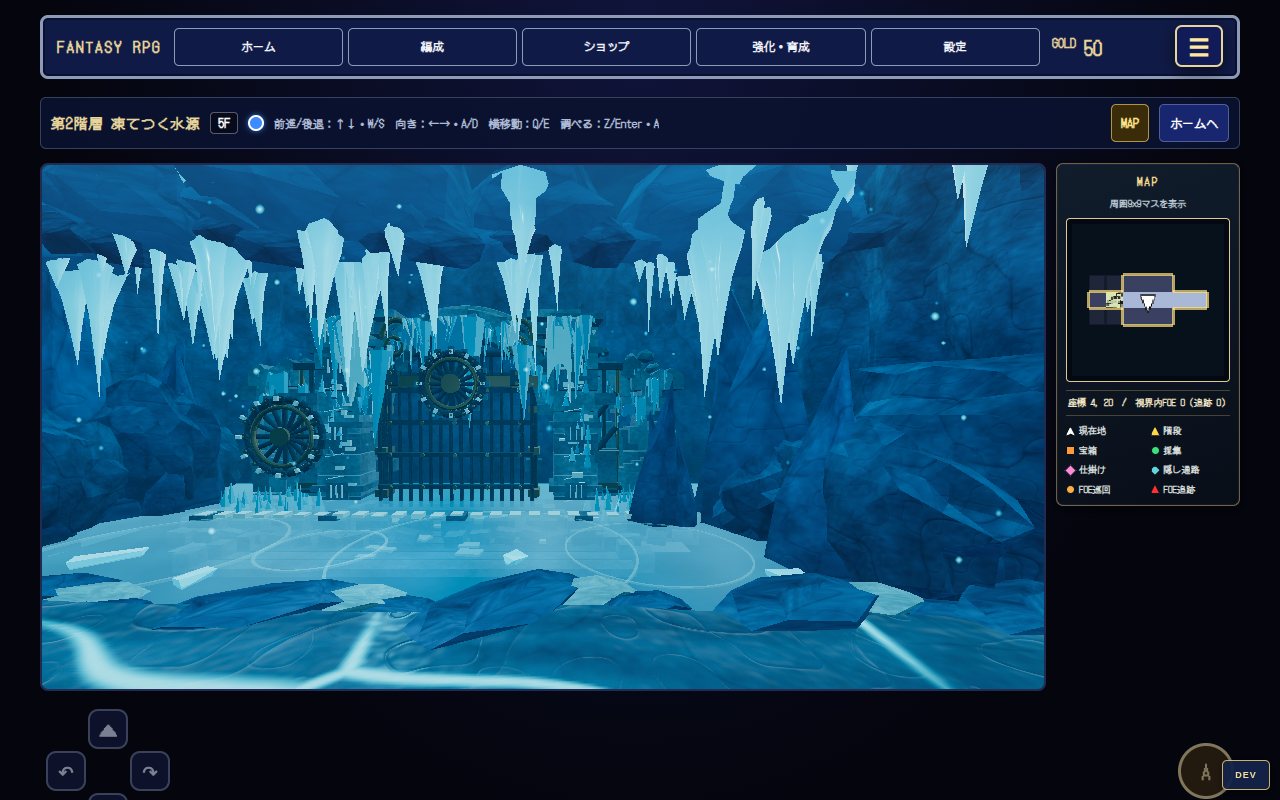 FANTASY RPG
ホーム
編成
ショップ
強化・育成
設定
GOLD 50
第2階層 凍てつく水源
5F
前進/後退：↑↓・W/S 向き：←→・A/D 横移動：Q/E 調べる：Z/Enter・A
MAP
ホームへ
MAP
周囲9x9マスを表示
座標 4, 20 / 視界内FOE 0 (追跡 0)
現在地
階段
宝箱
採集
仕掛け
隠し通路
FOE巡回
FOE追跡
A
DEV